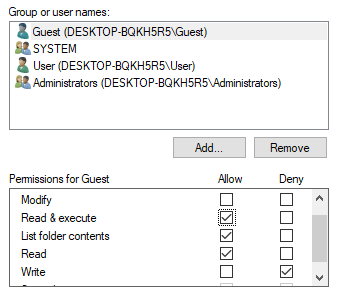 Group or user names:
Guest (DESKTOP-BQKH5R5\Guest)
SYSTEM
User (DESKTOP-BQKH5R5\User)
Administrators (DESKTOP-BQKH5R5\Administrators)
Add... Remove
Permissions for Guest Allow Deny
Modify
Read & execute
List folder contents
Read
Write